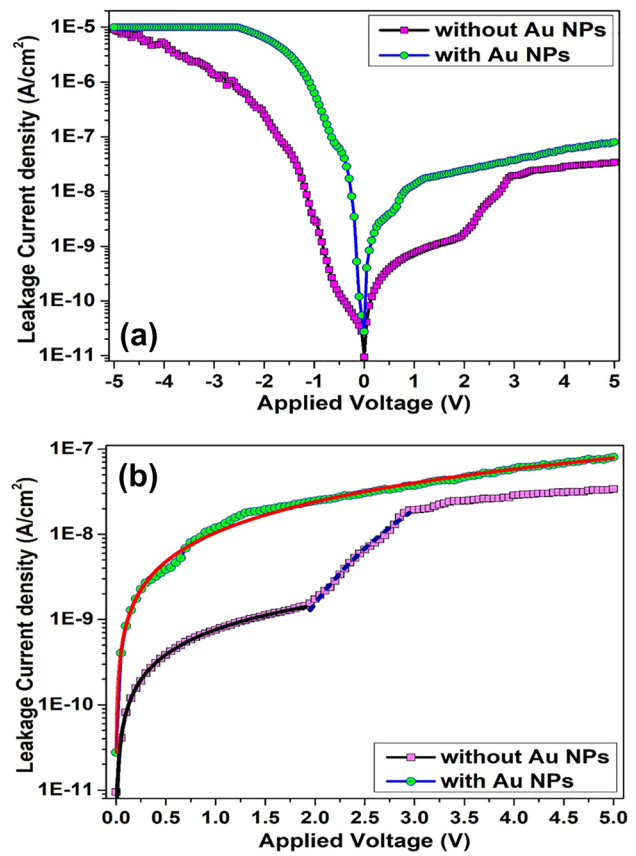 without Au NPs
with Au NPs
Leakage Current density (A/cm²)
1E-5
1E-6
1E-7
1E-8
1E-9
1E-10
1E-11
(a)
-5 -4 -3 -2 -1 0 1 2 3 4 5
Applied Voltage (V)
(b)
Leakage Current density (A/cm²)
1E-7
1E-8
1E-9
1E-10
1E-11
without Au NPs
with Au NPs
0.0 0.5 1.0 1.5 2.0 2.5 3.0 3.5 4.0 4.5 5.0
Applied Voltage (V)